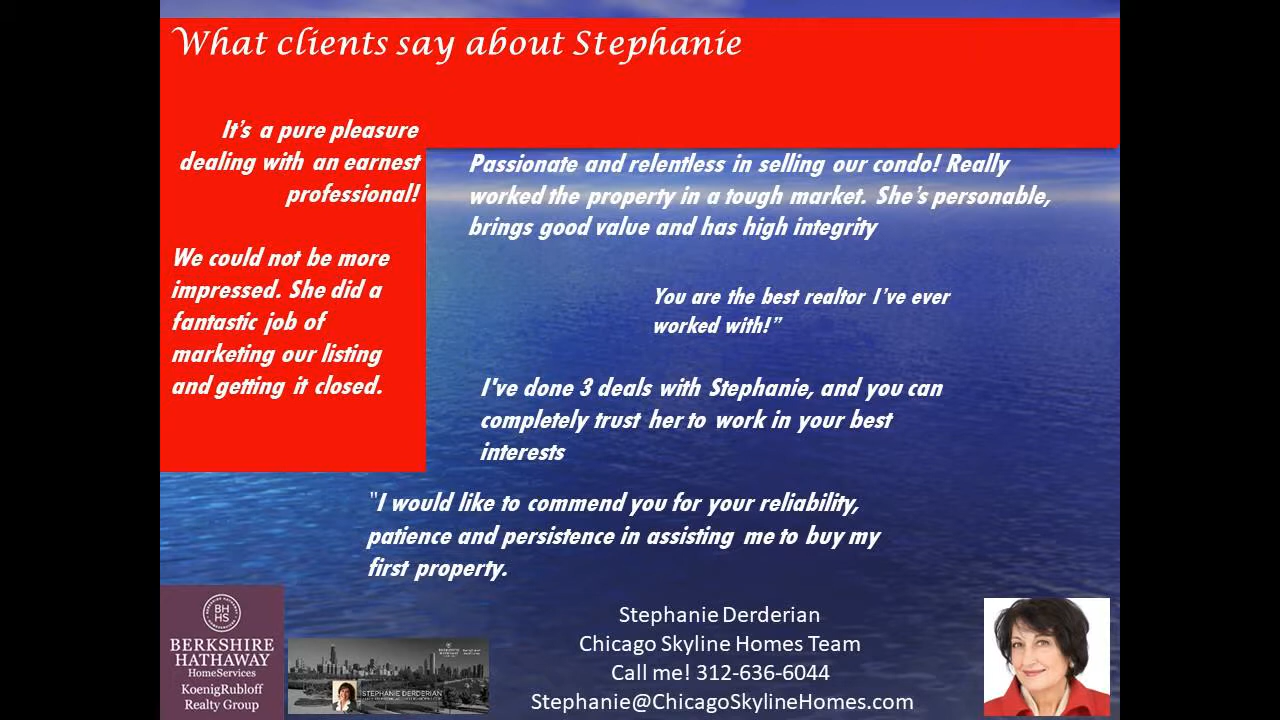 What clients say about Stephanie
It's a pure pleasure
dealing with an earnest
professional!
We could not be more
impressed. She did a
fantastic job of
marketing our listing
and getting it closed.
Passionate and relentless in selling our condo! Really
worked the property in a tough market. She's personable,
brings good value and has high integrity
You are the best realtor I've ever
worked with!”
I've done 3 deals with Stephanie, and you can
completely trust her to work in your best
interests
"I would like to commend you for your reliability,
patience and persistence in assisting me to buy my
first property.
BH
HS
BERKSHIRE
HATHAWAY
HomeServices
KoenigRubloff
Realty Group
STEPHANIE DERDERIAN
Stephanie Derderian
Chicago Skyline Homes Team
Call me! 312-636-6044
Stephanie@ChicagoSkylineHomes.com